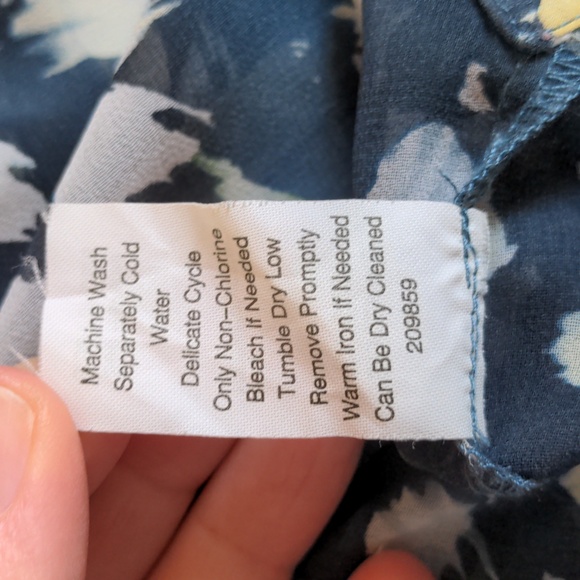 Machine Wash
Separately Cold
Water
Delicate Cycle
Only Non-Chlorine
Bleach If Needed
Tumble Dry Low
Remove Promptly
Warm Iron If Needed
Can Be Dry Cleaned
209859